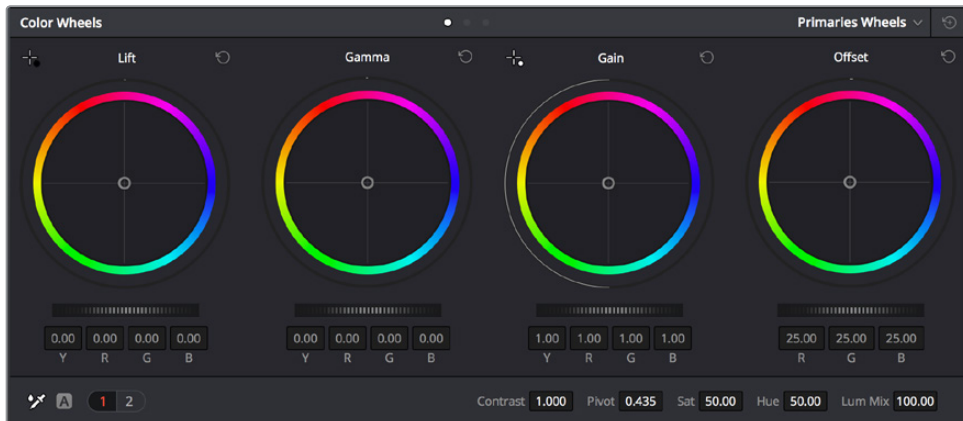 Color Wheels Primaries Wheels
Lift Gamma Gain Offset
0.00 0.00 0.00 0.00 0.00 0.00 0.00 0.00 1.00 1.00 1.00 1.00 25.00 25.00 25.00
Y R G B Y R G B Y R G B R G B
A 1 2 Contrast 1.000 Pivot 0.435 Sat 50.00 Hue 50.00 Lum Mix 100.00